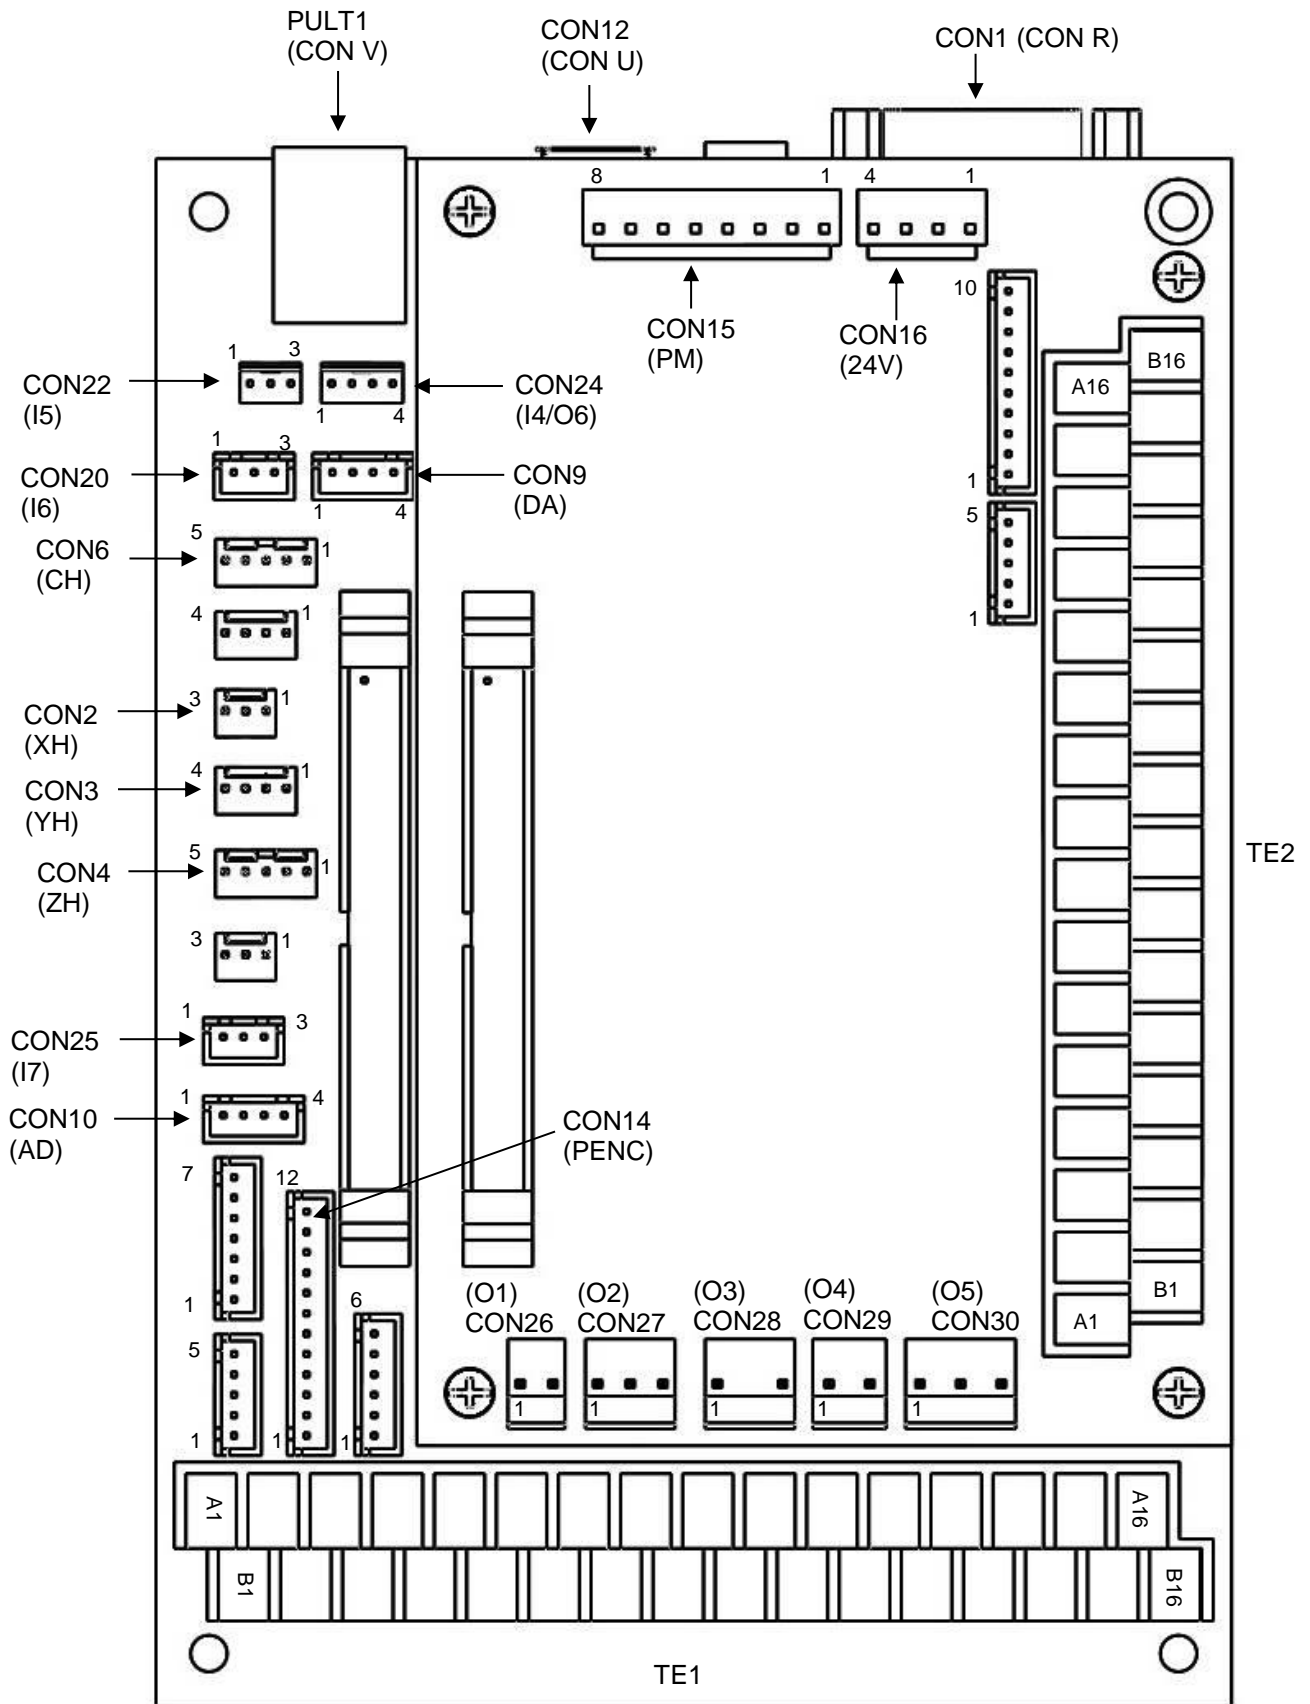 PULT1
(CON V)
CON12
(CON U)
CON1 (CON R)
8
1
4
1
CON15
(PM)
CON16
(24V)
10
1
5
1
1
3
CON22
(I5)
CON24
(I4/O6)
1
4
1
3
CON20
(I6)
CON9
(DA)
1
4
5
1
CON6
(CH)
4
1
3
1
CON2
(XH)
4
1
CON3
(YH)
5
1
CON4
(ZH)
3
1
1
3
CON25
(I7)
1
4
CON10
(AD)
CON14
(PENC)
7
1
12
1
5
1
6
1
(O1)
CON26
(O2)
CON27
(O3)
CON28
(O4)
CON29
(O5)
CON30
1
1
1
1
1
B16
A16
TE2
B1
A1
A1
A16
B1
B16
TE1